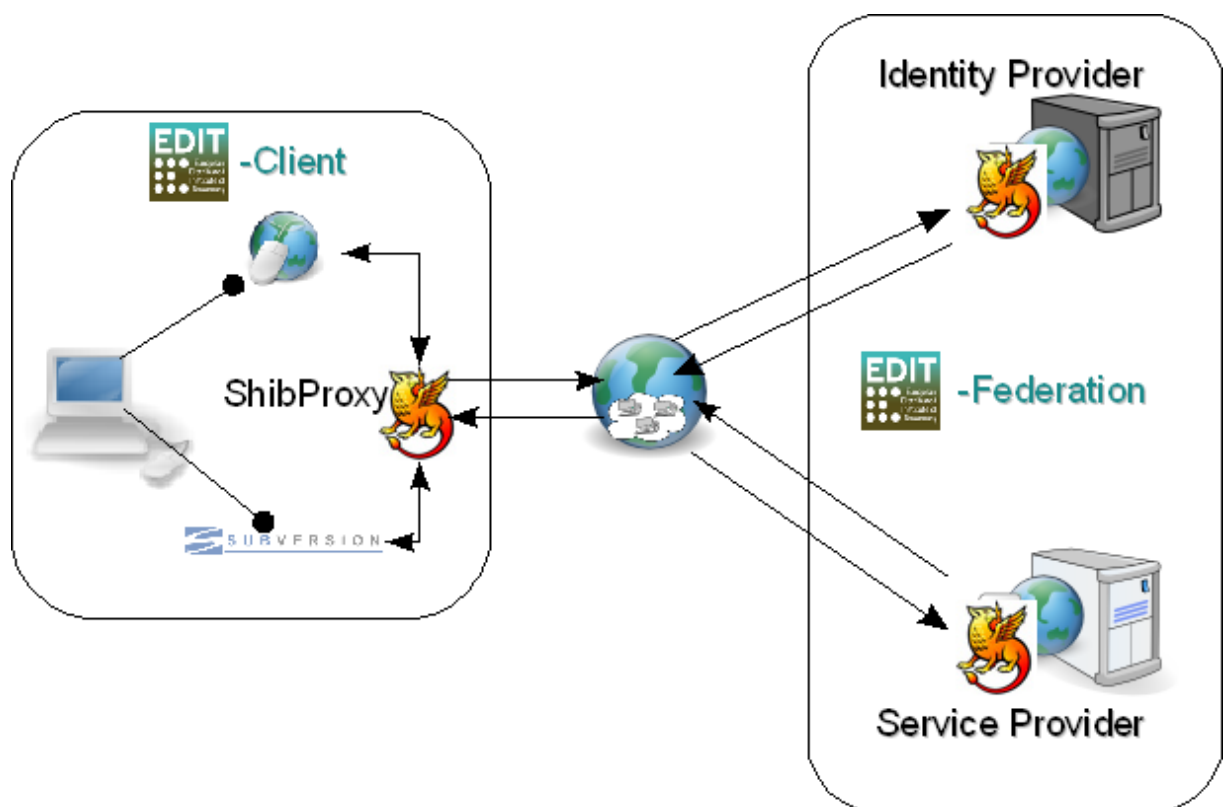 Identity Provider
EDIT
-Client
ShibProxy
EDIT
-Federation
SUBVERSION
Service Provider